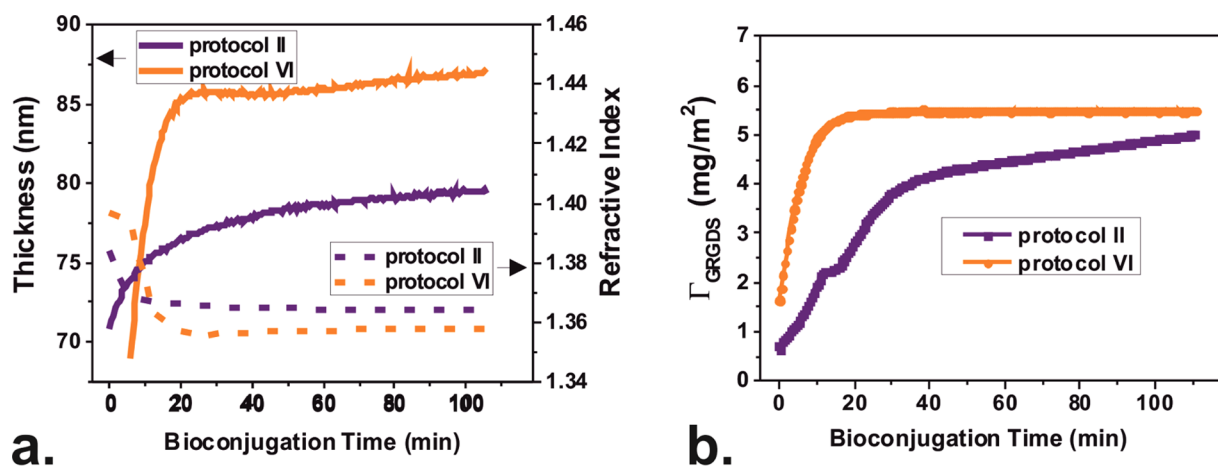 90
85
80
75
70
Thickness (nm)
protocol II
protocol VI
protocol II
protocol VI
1.46
1.44
1.42
1.40
1.38
1.36
1.34
Refractive Index
0 20 40 60 80 100
Bioconjugation Time (min)
a.
7
6
5
4
3
2
1
0
Γ_GRGDS (mg/m²)
protocol II
protocol VI
0 20 40 60 80 100
Bioconjugation Time (min)
b.